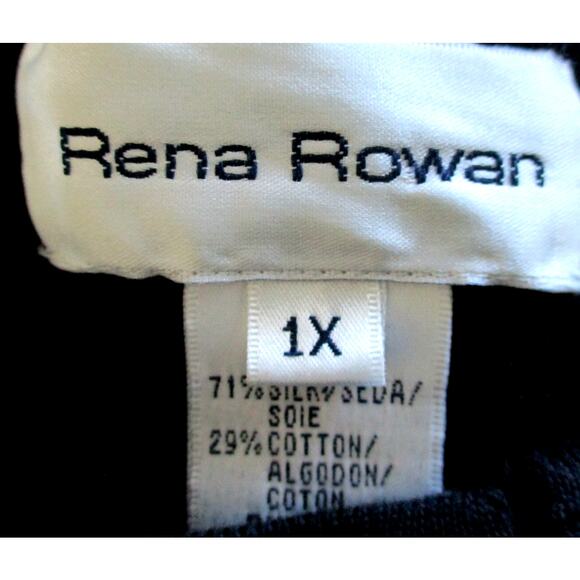 Rena Rowan
1X
71% SILK/SEDA/
SOIE
29% COTTON/
ALGODON/
COTON